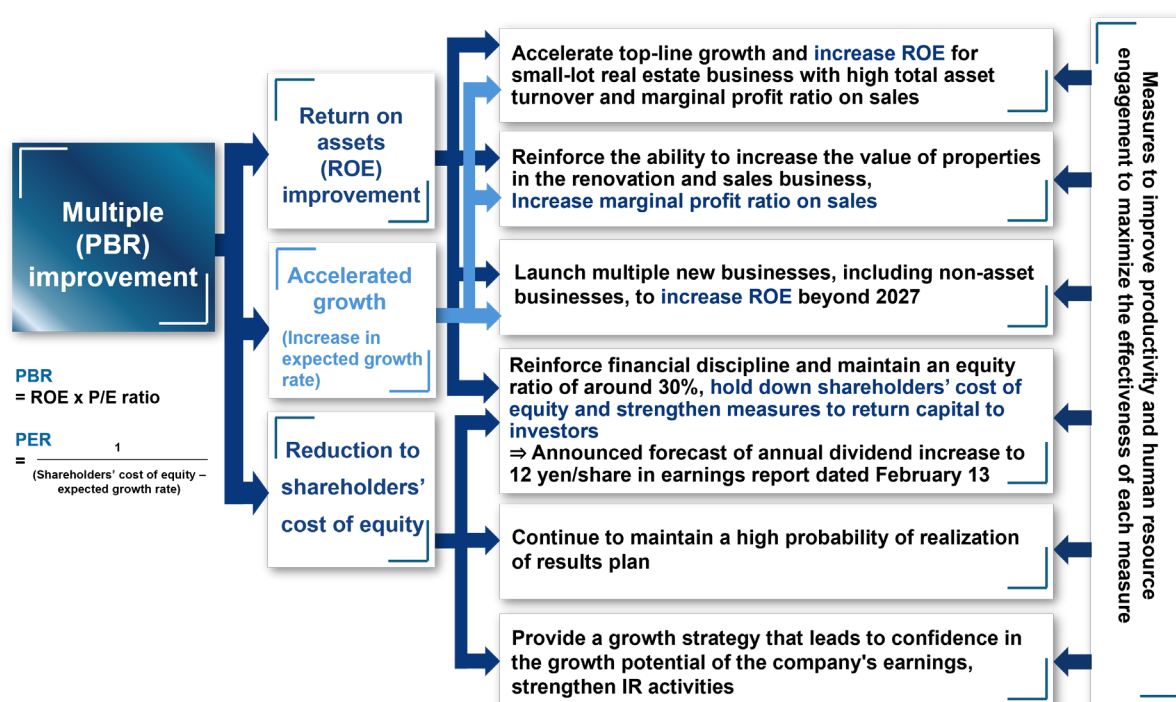 Multiple
(PBR)
improvement
PBR
= ROE x P/E ratio
PER
= 1
(Shareholders' cost of equity –
expected growth rate)
Return on
assets
(ROE)
improvement
Accelerated
growth
(Increase in
expected growth
rate)
Reduction to
shareholders'
cost of equity
Accelerate top-line growth and increase ROE for
small-lot real estate business with high total asset
turnover and marginal profit ratio on sales
Reinforce the ability to increase the value of properties
in the renovation and sales business,
Increase marginal profit ratio on sales
Launch multiple new businesses, including non-asset
businesses, to increase ROE beyond 2027
Reinforce financial discipline and maintain an equity
ratio of around 30%, hold down shareholders' cost of
equity and strengthen measures to return capital to
investors
⇒ Announced forecast of annual dividend increase to
12 yen/share in earnings report dated February 13
Continue to maintain a high probability of realization
of results plan
Provide a growth strategy that leads to confidence in
the growth potential of the company's earnings,
strengthen IR activities
Measures to improve productivity and human resource
engagement to maximize the effectiveness of each measure